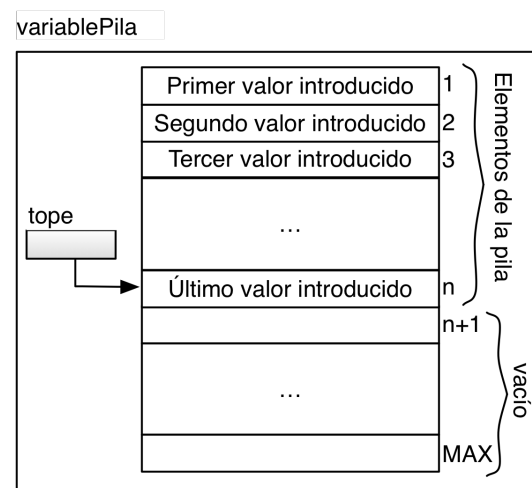 variablePila
Primer valor introducido 1
Segundo valor introducido 2
Tercer valor introducido 3
Elementos de la pila
tope
...
Último valor introducido n
n+1
...
vacío
MAX